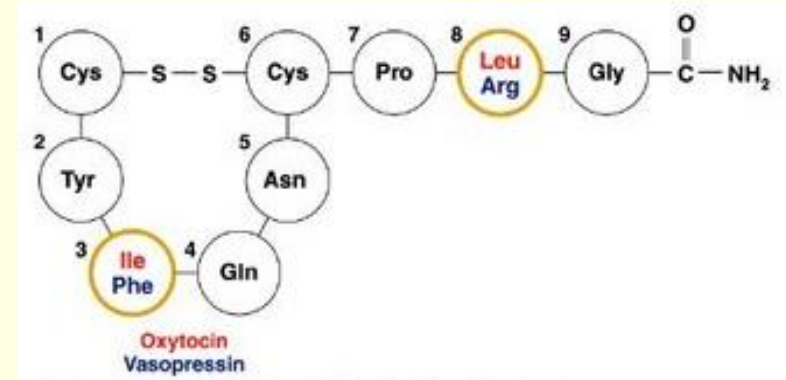 1 6 7 8 9 O
Cys – S – S – Cys Pro Leu Arg Gly – C – NH₂
2 5
Tyr Asn
3 4
Ile Gln
Phe
Oxytocin
Vasopressin